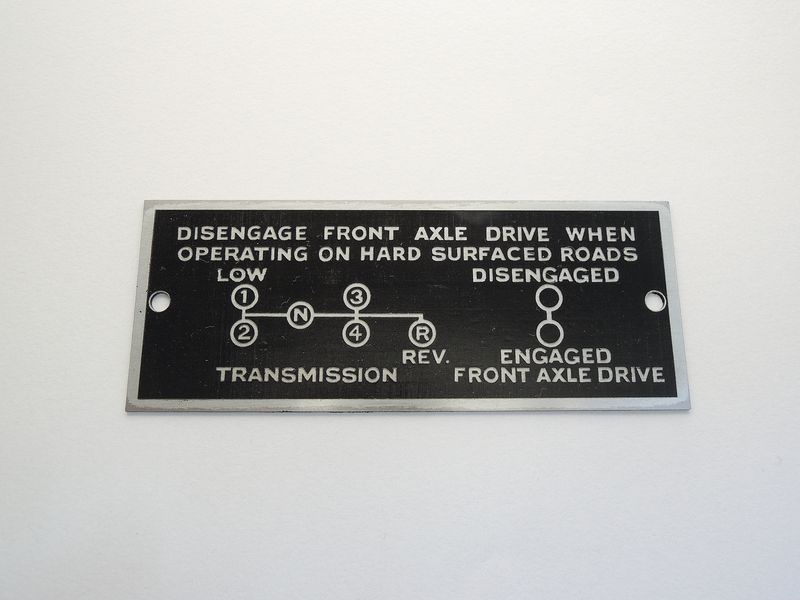 DISENGAGE FRONT AXLE DRIVE WHEN
OPERATING ON HARD SURFACED ROADS
LOW DISENGAGED
1 3
N
2 4 R
REV. ENGAGED
TRANSMISSION FRONT AXLE DRIVE